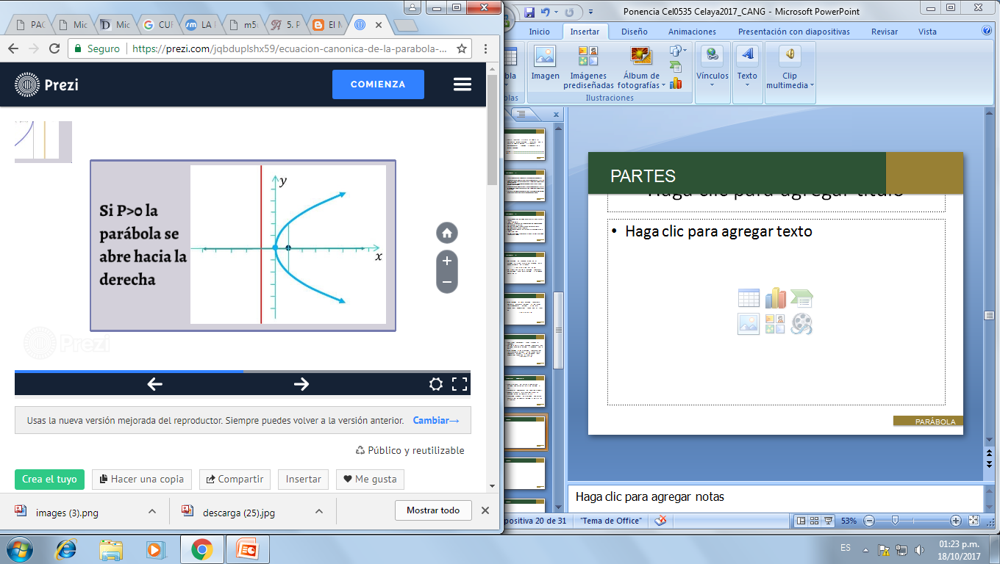 PAC
Mic
Mic
CUR
LA
m5
5. P
El M
Seguro
https://prezi.com/jqbduplshx59/ecuacion-canonica-de-la-parabola-...
Prezi
COMIENZA
Si P>0 la
parábola se
abre hacia la
derecha
y
x
Prezi
Usas la nueva versión mejorada del reproductor. Siempre puedes volver a la versión anterior. Cambiar→
Público y reutilizable
Crea el tuyo
Hacer una copia
Compartir
Insertar
Me gusta
images (3).png
descarga (25).jpg
Mostrar todo
Ponencia Cel0535 Celaya2017_CANG - Microsoft PowerPoint
Inicio
Insertar
Diseño
Animaciones
Presentación con diapositivas
Revisar
Vista
bla
Imagen
Imágenes
prediseñadas
Álbum de
fotografías
Vínculos
Texto
Clip
multimedia
olas
Ilustraciones
PARTES
Haga clic para agregar título
• Haga clic para agregar texto
PARÁBOLA
Haga clic para agregar notas
positiva 20 de 31
"Tema de Office"
53%
ES
01:23 p.m.
18/10/2017